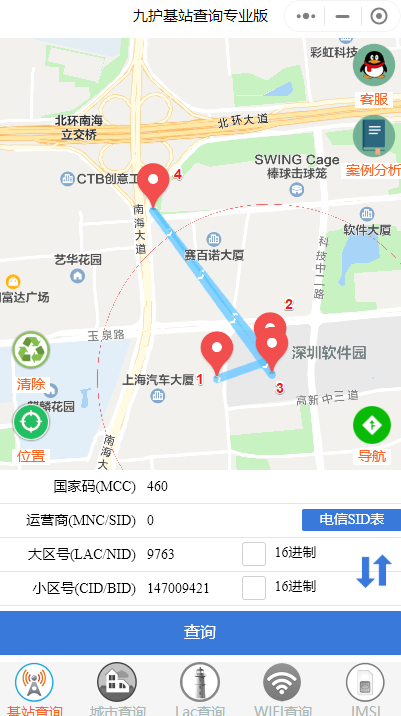 九护基站查询专业版
彩虹科技
客服
北环南海
立交桥
北环大道
案例分析
SWING Cage
棒球击球笼
CTB创意工
4
南海大道
软件大厦
科技中二路
赛百诺大厦
艺华花园
富达广场
2
玉泉路
深圳软件园
清除
上海汽车大厦
1
3
麒麟花园
高新中三道
位置
导航
南海大道
国家码(MCC) 460
运营商(MNC/SID) 0 电信SID表
大区号(LAC/NID) 9763 16进制
小区号(CID/BID) 147009421 16进制
查询
基站查询 城市查询 Lac查询 WIFI查询 IMSI